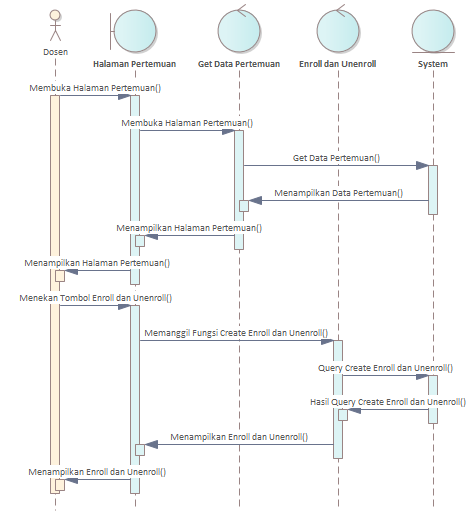 Dosen
Halaman Pertemuan
Get Data Pertemuan
Enroll dan Unenroll
System
Membuka Halaman Pertemuan()
Membuka Halaman Pertemuan()
Get Data Pertemuan()
Menampilkan Data Pertemuan()
Menampilkan Halaman Pertemuan()
Menampilkan Halaman Pertemuan()
Menekan Tombol Enroll dan Unenroll()
Memanggil Fungsi Create Enroll dan Unenroll()
Query Create Enroll dan Unenroll()
Hasil Query Create Enroll dan Unenroll()
Menampilkan Enroll dan Unenroll()
Menampilkan Enroll dan Unenroll()